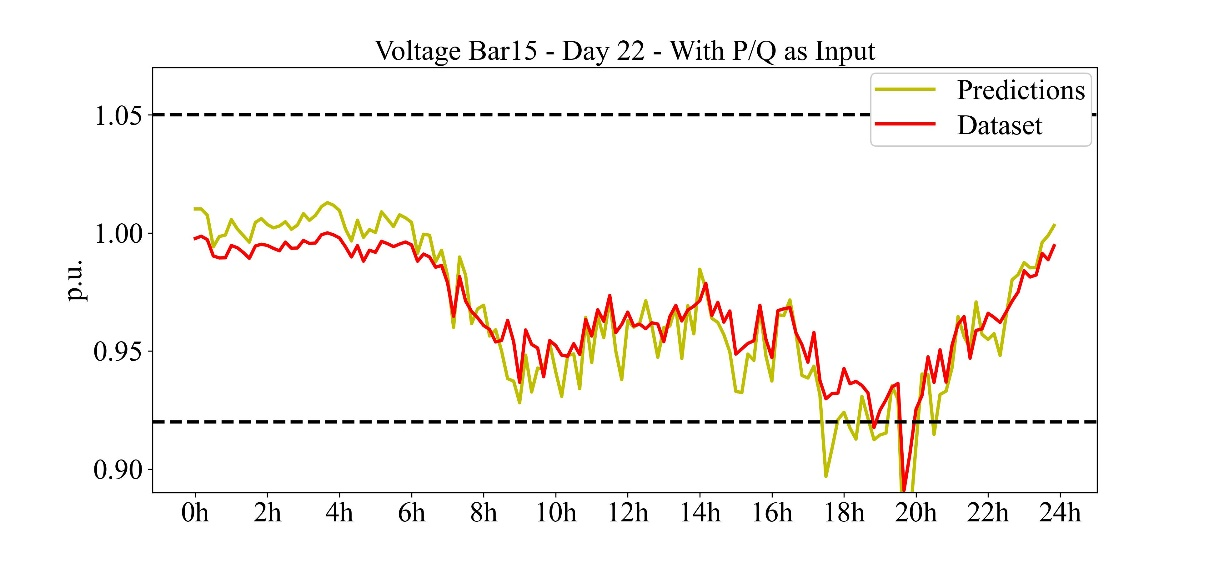 Voltage Bar15 - Day 22 - With P/Q as Input
Predictions
Dataset
p.u.
1.05
1.00
0.95
0.90
0h 2h 4h 6h 8h 10h 12h 14h 16h 18h 20h 22h 24h